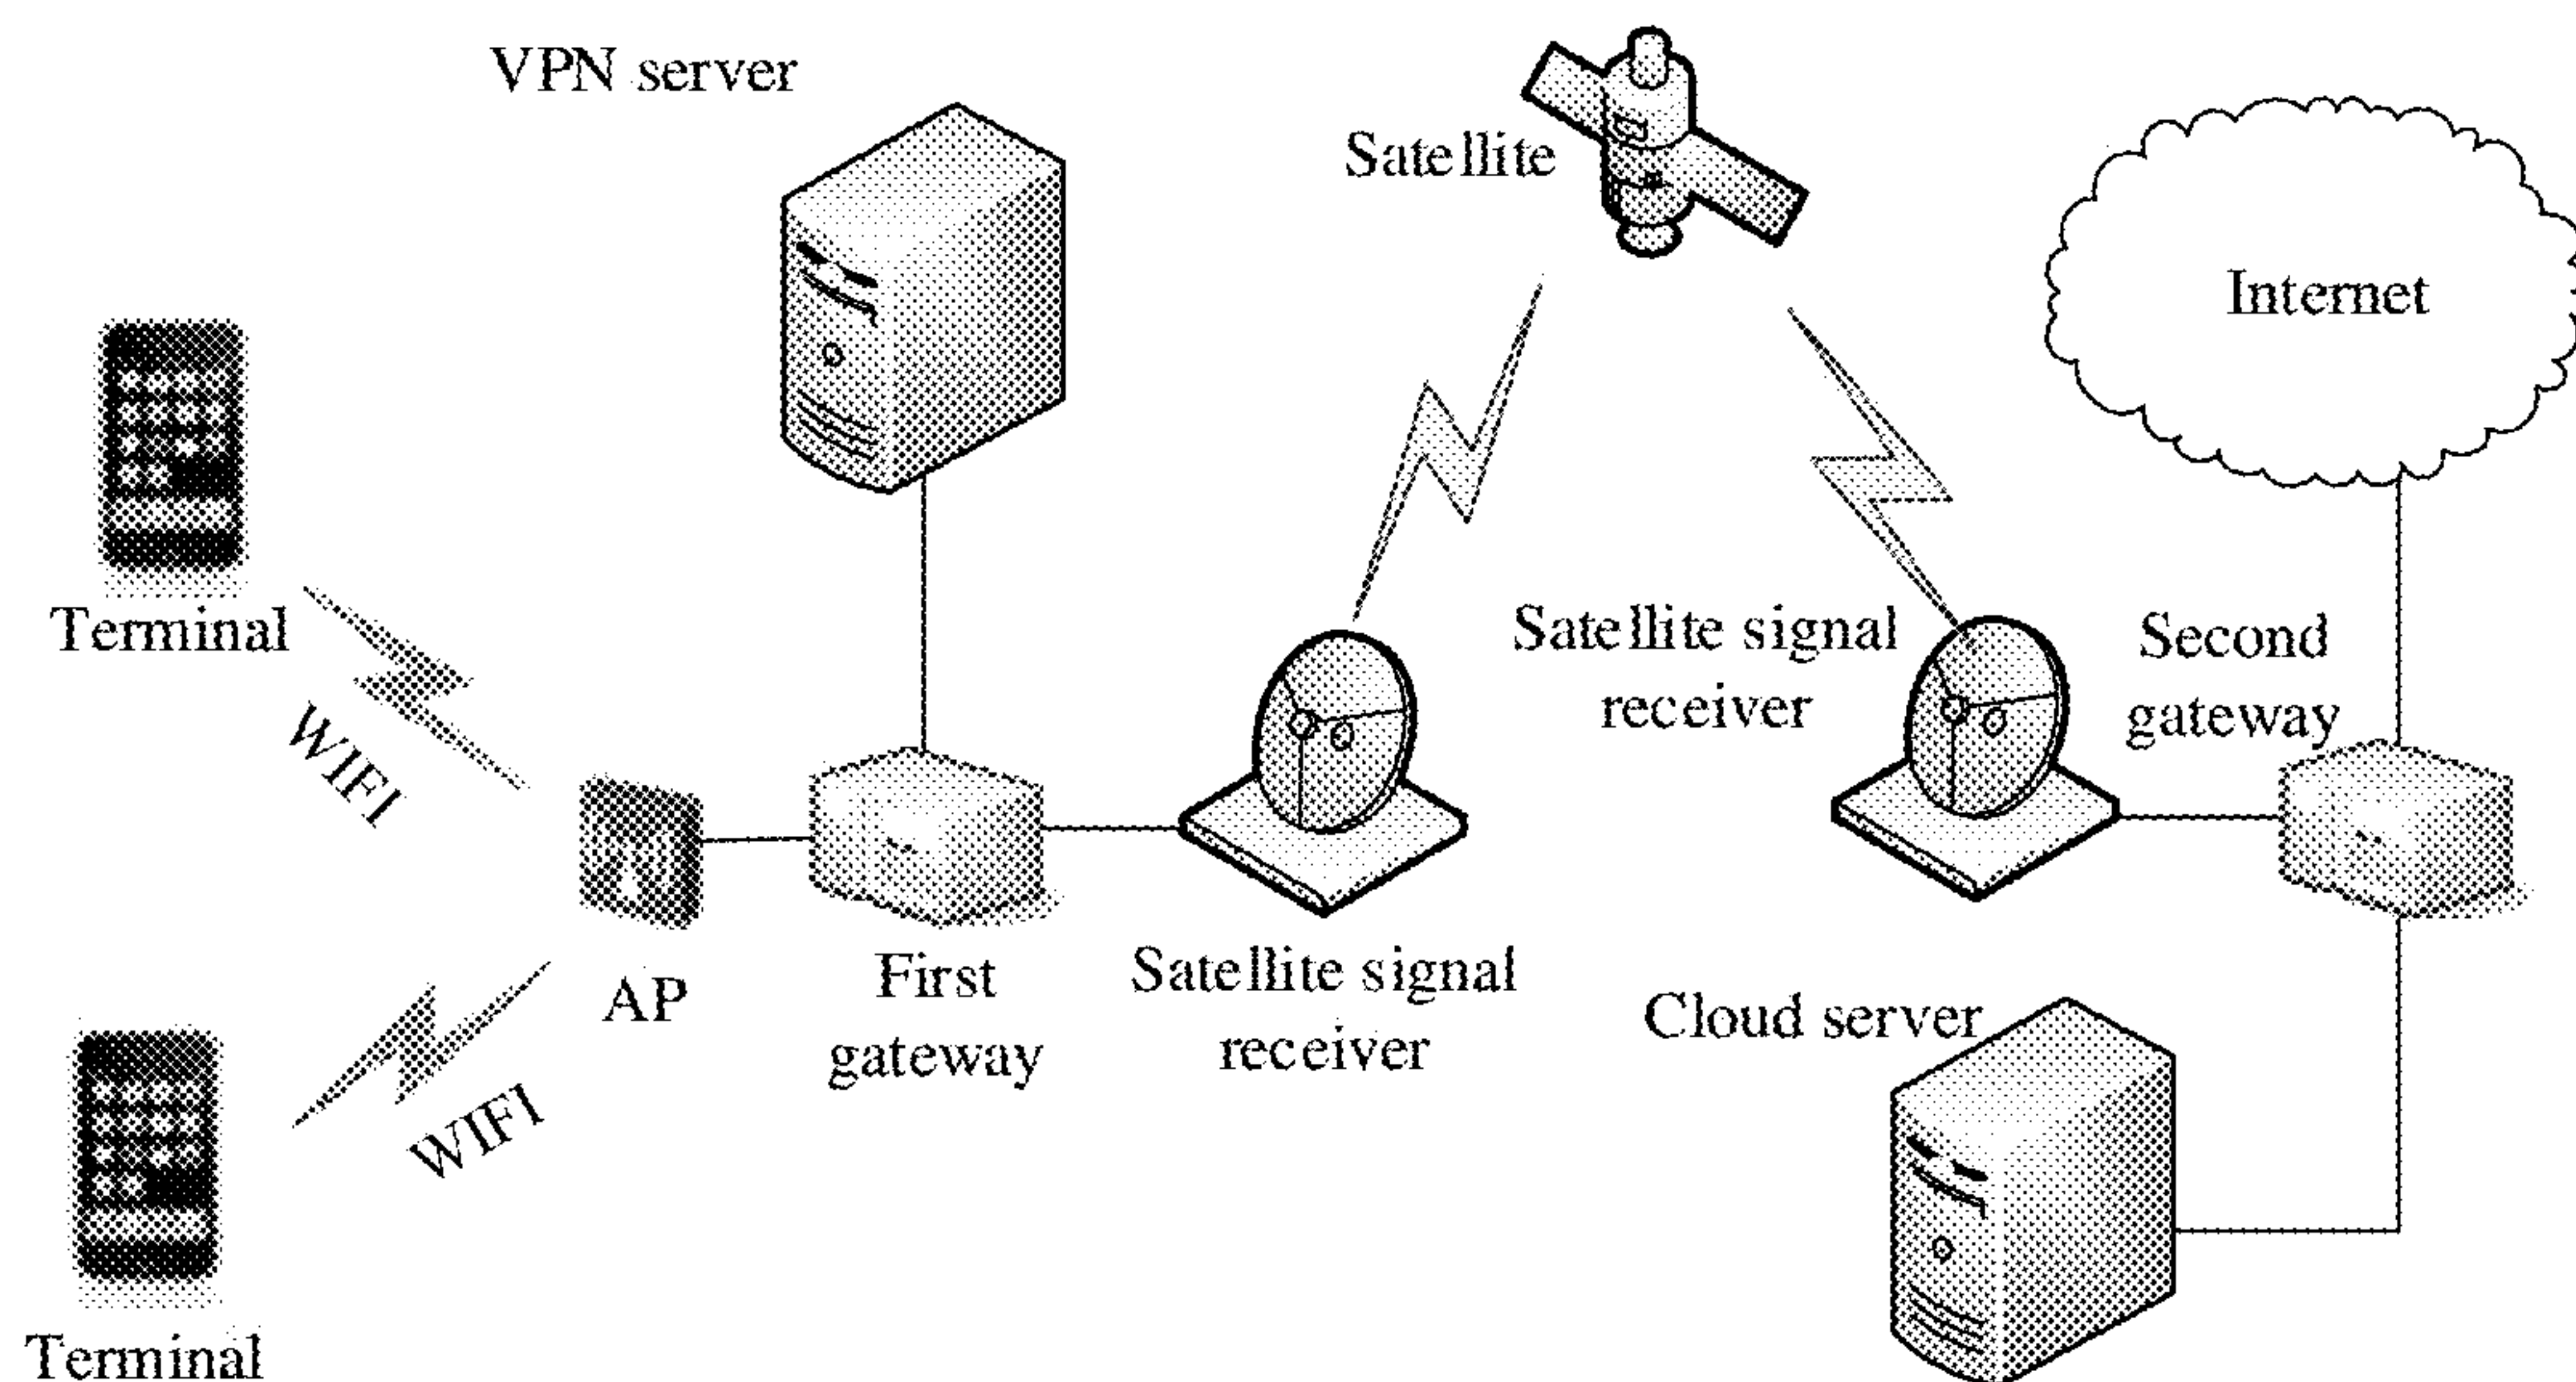 VPN server
Satellite
Internet
Terminal
WIFI
Satellite signal
receiver
Second
gateway
AP
First
gateway
Satellite signal
receiver
Cloud server
WIFI
Terminal